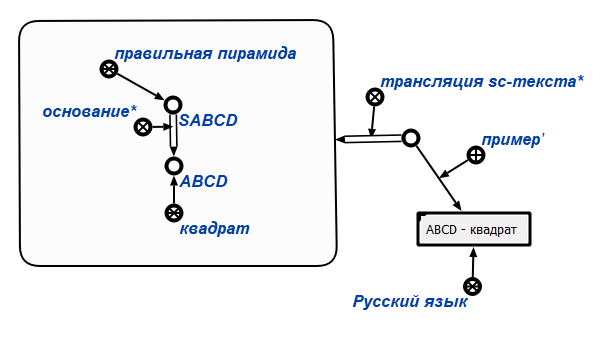 правильная пирамида
основание*
SABCD
ABCD
квадрат
трансляция sc-текста*
пример'
ABCD - квадрат
Русский язык